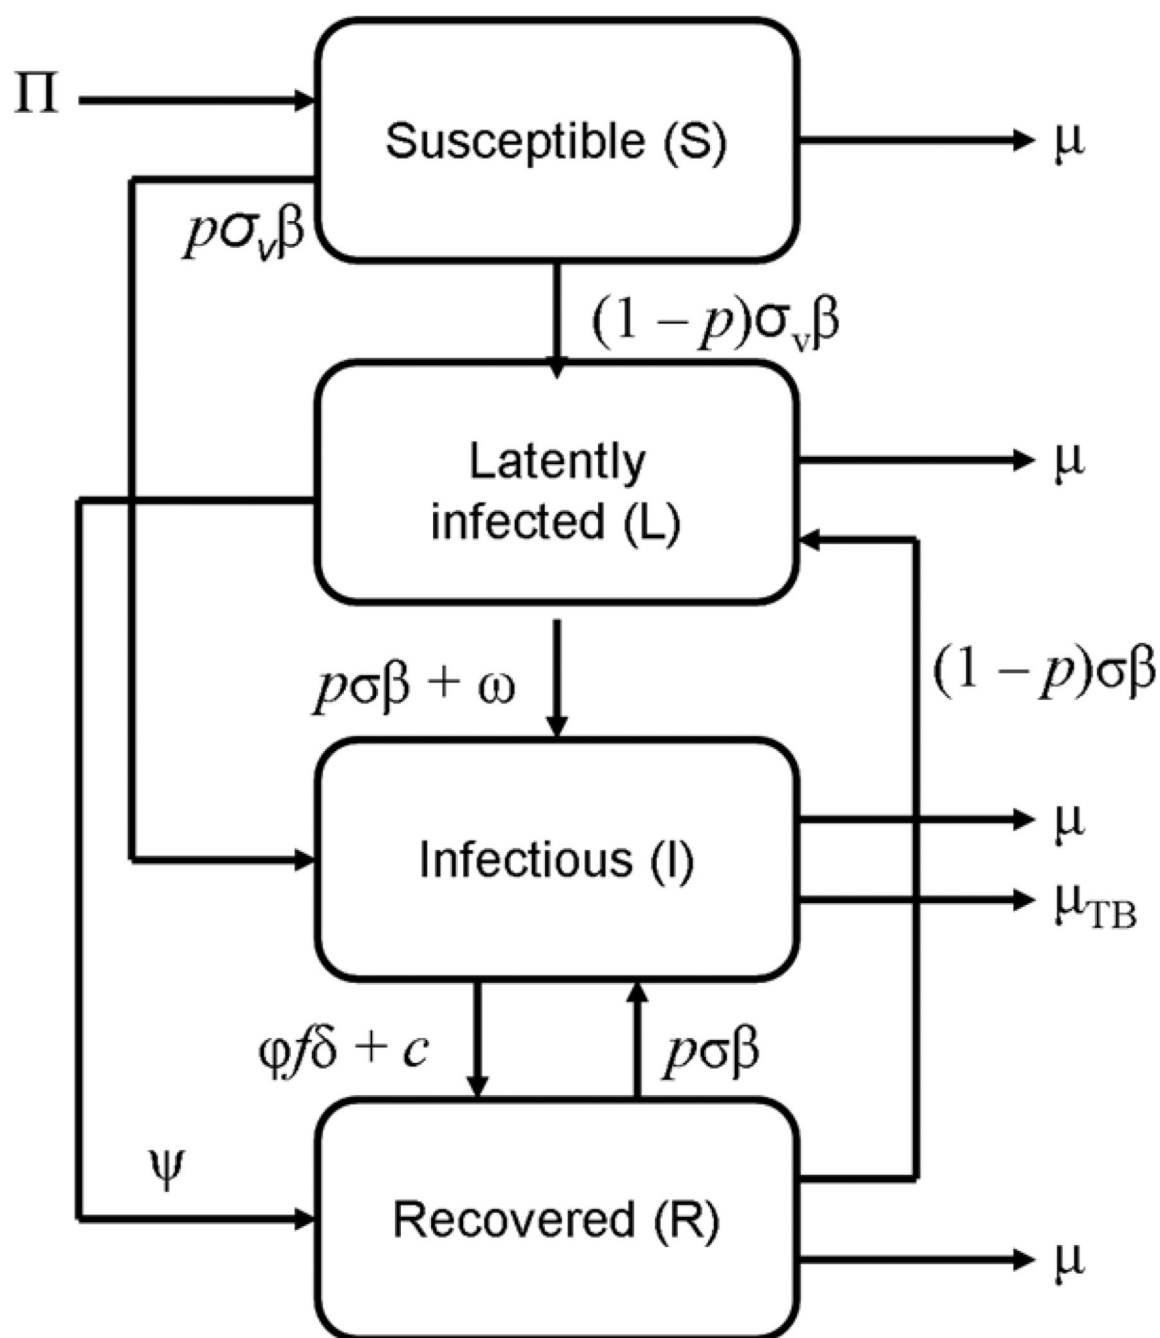 Π
Susceptible (S)
μ
pσᵥβ
(1 – p)σᵥβ
Latently
infected (L)
μ
pσβ + ω
(1 – p)σβ
Infectious (I)
μ
μTB
φfδ + c
pσβ
ψ
Recovered (R)
μ